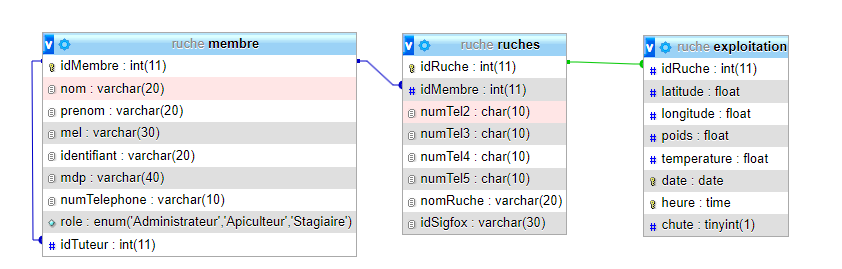 v ruche membre
idMembre : int(11)
nom : varchar(20)
prenom : varchar(20)
mel : varchar(30)
identifiant : varchar(20)
mdp : varchar(40)
numTelephone : varchar(10)
role : enum('Administrateur','Apiculteur','Stagiaire')
# idTuteur : int(11)
v ruche ruches
idRuche : int(11)
# idMembre : int(11)
numTel2 : char(10)
numTel3 : char(10)
numTel4 : char(10)
numTel5 : char(10)
nomRuche : varchar(20)
idSigfox : varchar(30)
v ruche exploitation
# idRuche : int(11)
# latitude : float
# longitude : float
# poids : float
# temperature : float
date : date
heure : time
# chute : tinyint(1)